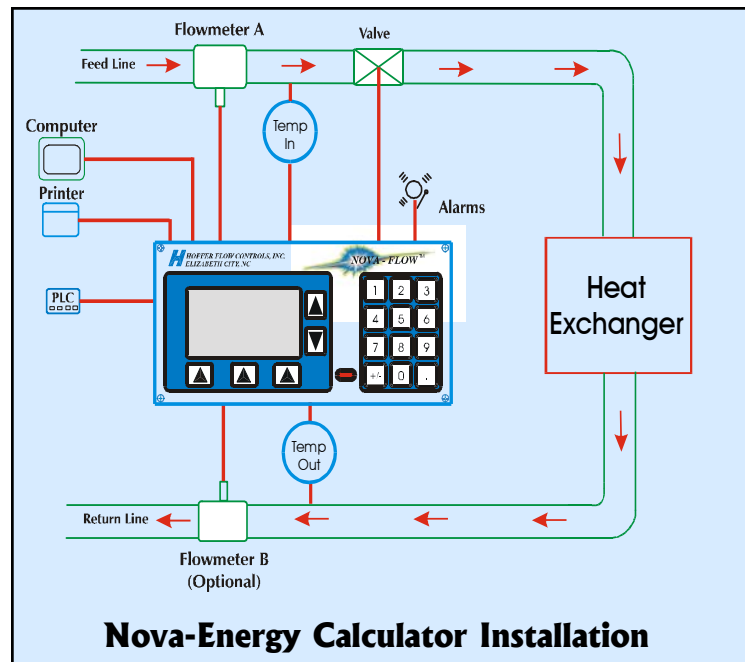 Flowmeter A
Valve
Feed Line
Temp
In
Computer
Printer
Alarms
H HOFFER FLOW CONTROLS, INC.
ELIZABETH CITY, NC
NOVA - FLOW TM
PLC
1 2 3
4 5 6
7 8 9
+/- 0 .
Heat
Exchanger
Temp
Out
Return Line
Flowmeter B
(Optional)
Nova-Energy Calculator Installation